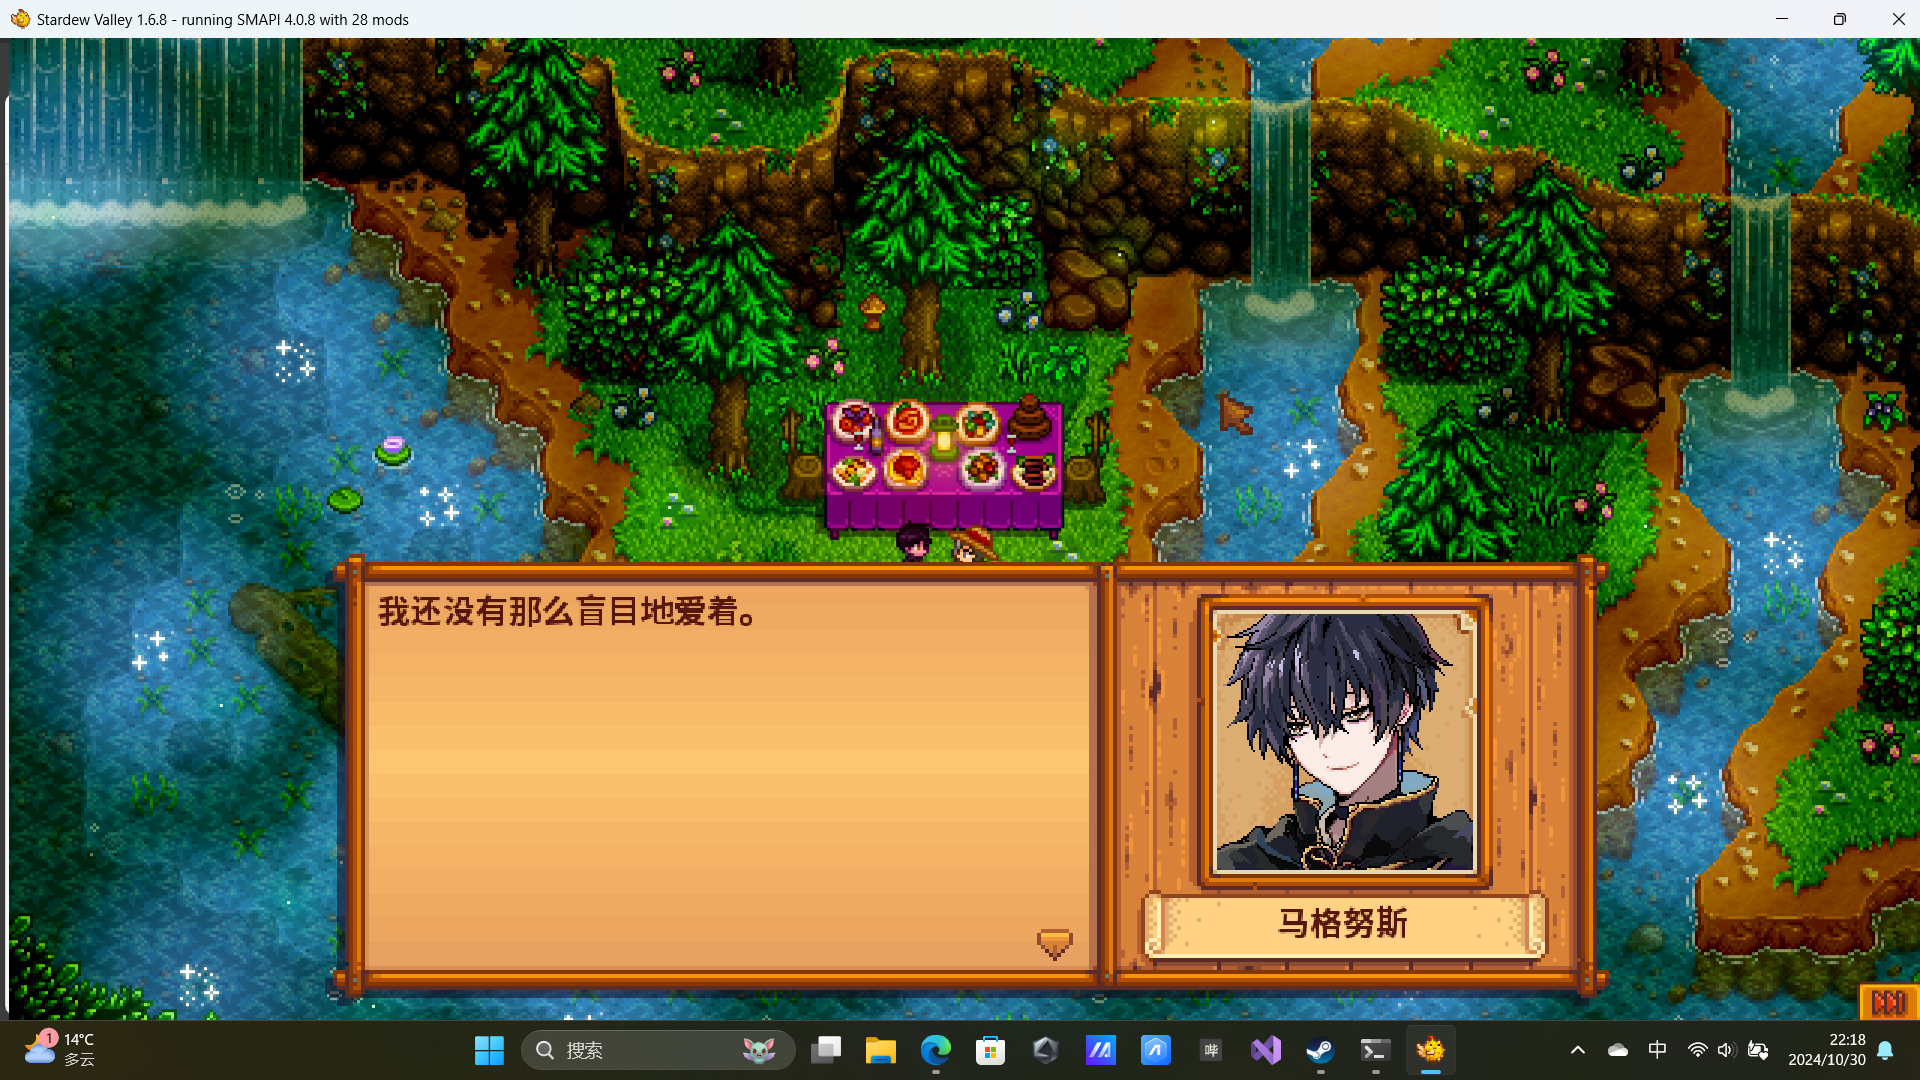 Stardew Valley 1.6.8 - running SMAPI 4.0.8 with 28 mods
我还没有那么盲目地爱着。
马格努斯
1
14°C
多云
搜索
哔
中
22:18
2024/10/30